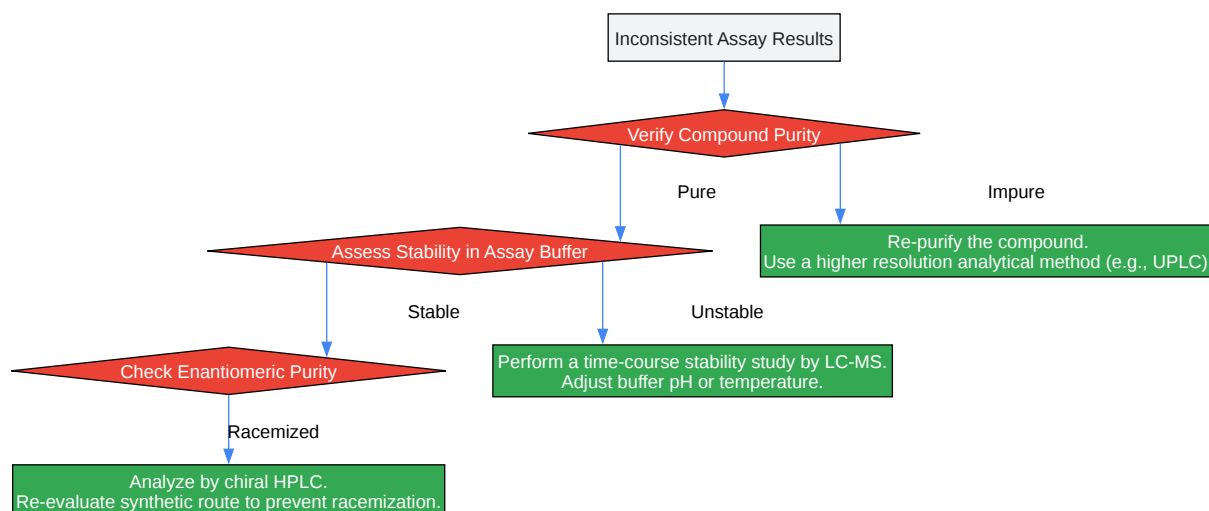 Inconsistent Assay Results
Verify Compound Purity
Pure
Impure
Re-purify the compound.
Use a higher resolution analytical method (e.g., UPLC)
Assess Stability in Assay Buffer
Stable
Unstable
Perform a time-course stability study by LC-MS.
Adjust buffer pH or temperature.
Check Enantiomeric Purity
Racemized
Analyze by chiral HPLC.
Re-evaluate synthetic route to prevent racemization.